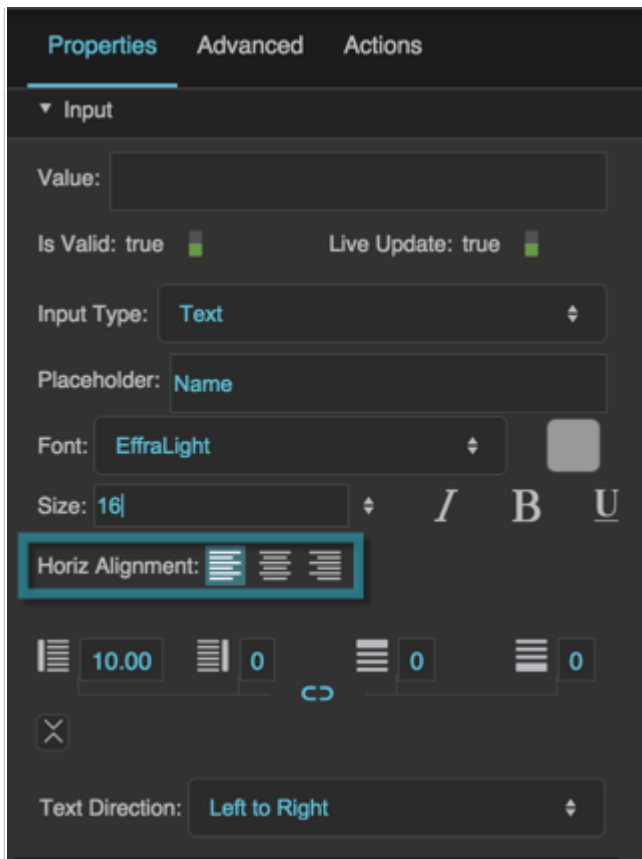 Properties Advanced Actions
Input
Value:
Is Valid: true Live Update: true
Input Type: Text
Placeholder: Name
Font: EffraLight
Size: 16 I B U
Horiz Alignment:
10.00 0 0 0
Text Direction: Left to Right